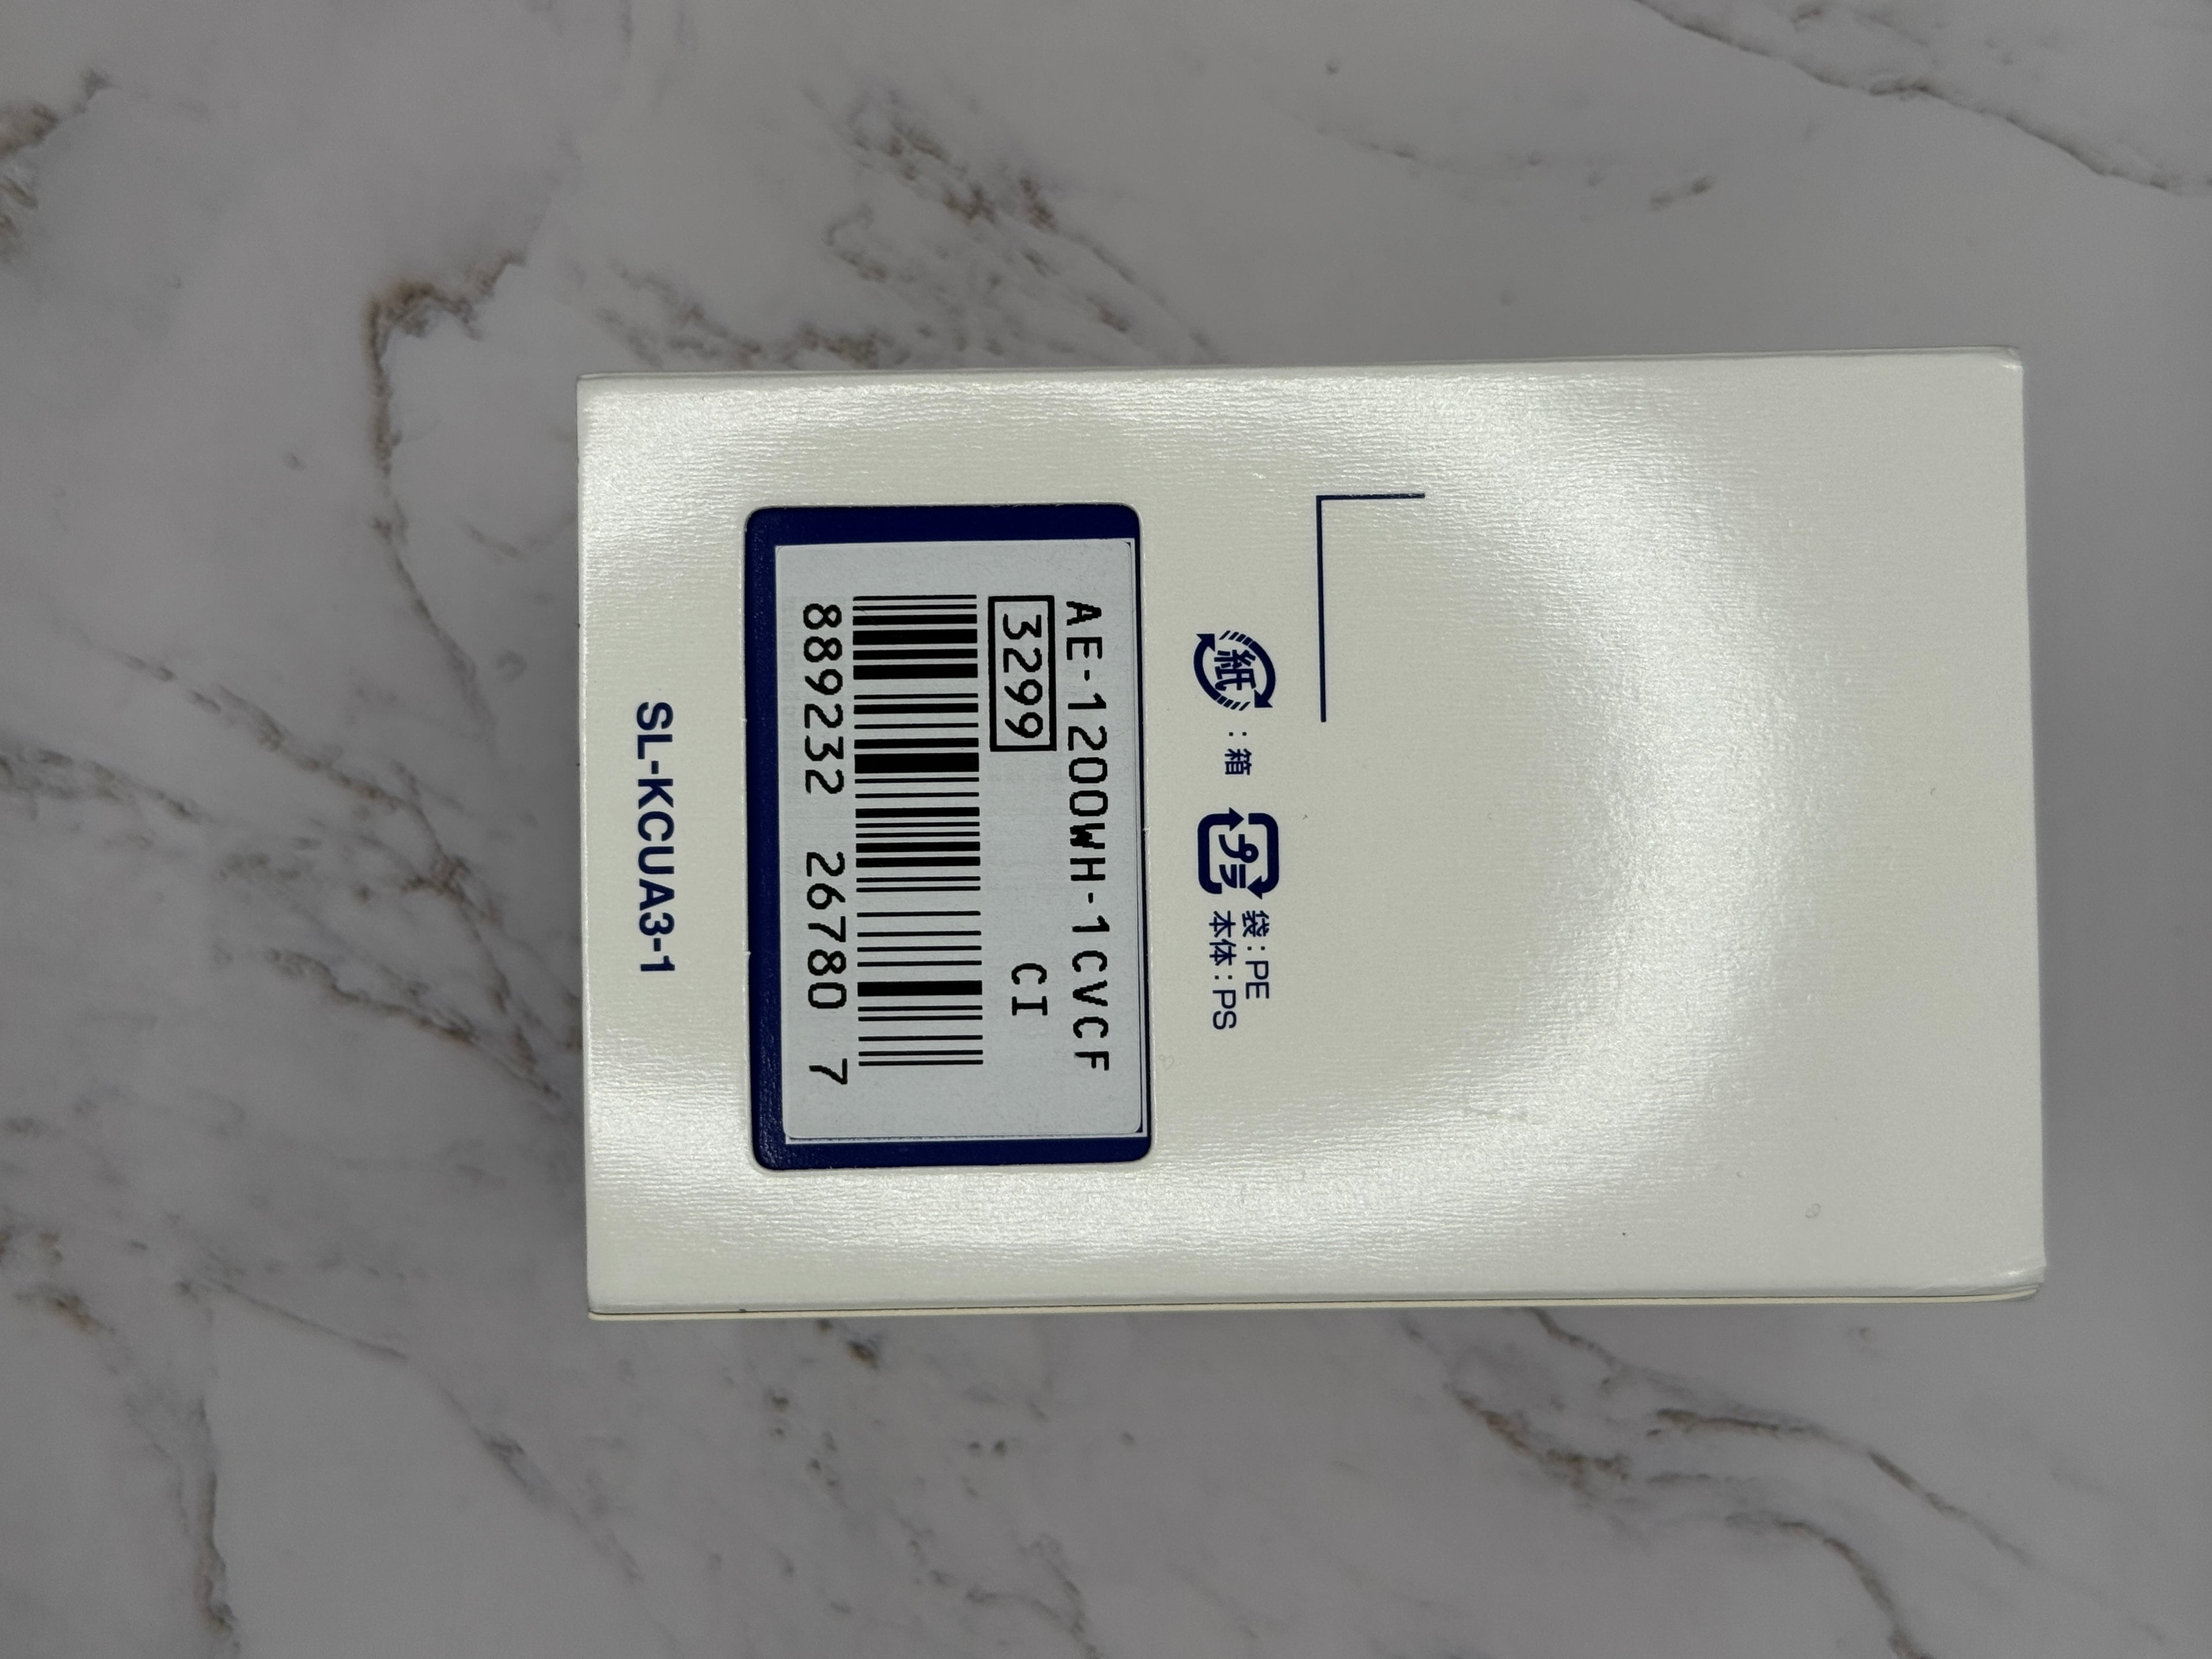 紙 : 箱
プラ
袋 : PE
本体 : PS
AE-1200WH-1CVCF
3299 CI
889232 26780 7
SL-KCUA3-1